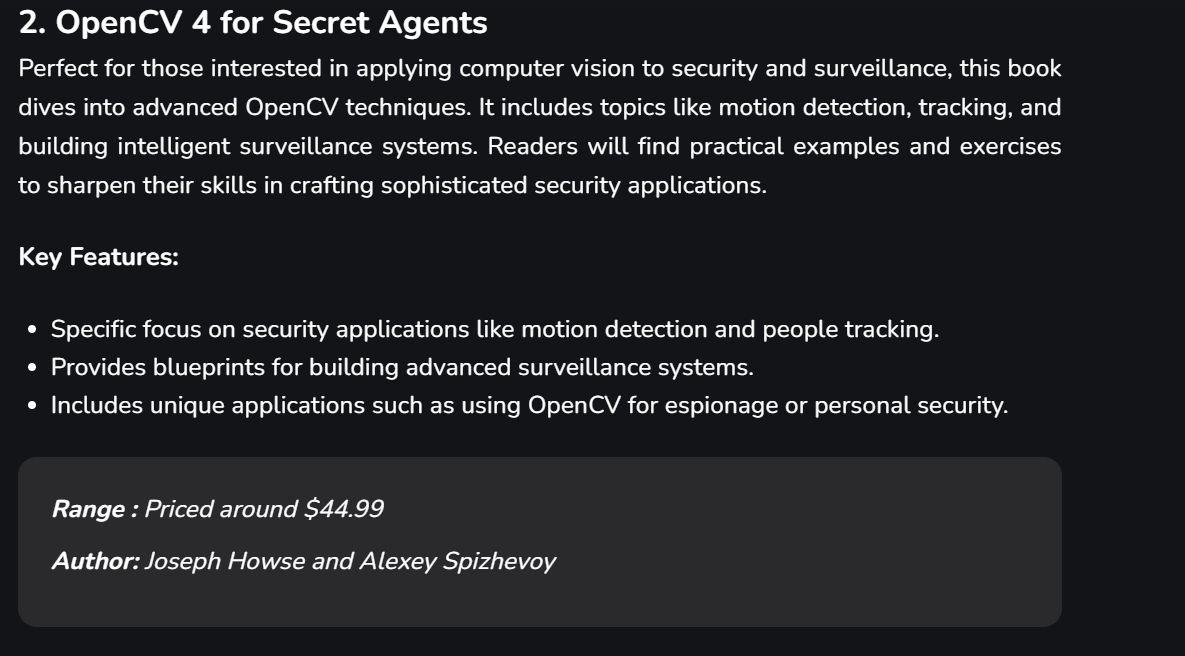 2. OpenCV 4 for Secret Agents
Perfect for those interested in applying computer vision to security and surveillance, this book
dives into advanced OpenCV techniques. It includes topics like motion detection, tracking, and
building intelligent surveillance systems. Readers will find practical examples and exercises
to sharpen their skills in crafting sophisticated security applications.
Key Features:
• Specific focus on security applications like motion detection and people tracking.
• Provides blueprints for building advanced surveillance systems.
• Includes unique applications such as using OpenCV for espionage or personal security.
Range : Priced around $44.99
Author: Joseph Howse and Alexey Spizhevoy